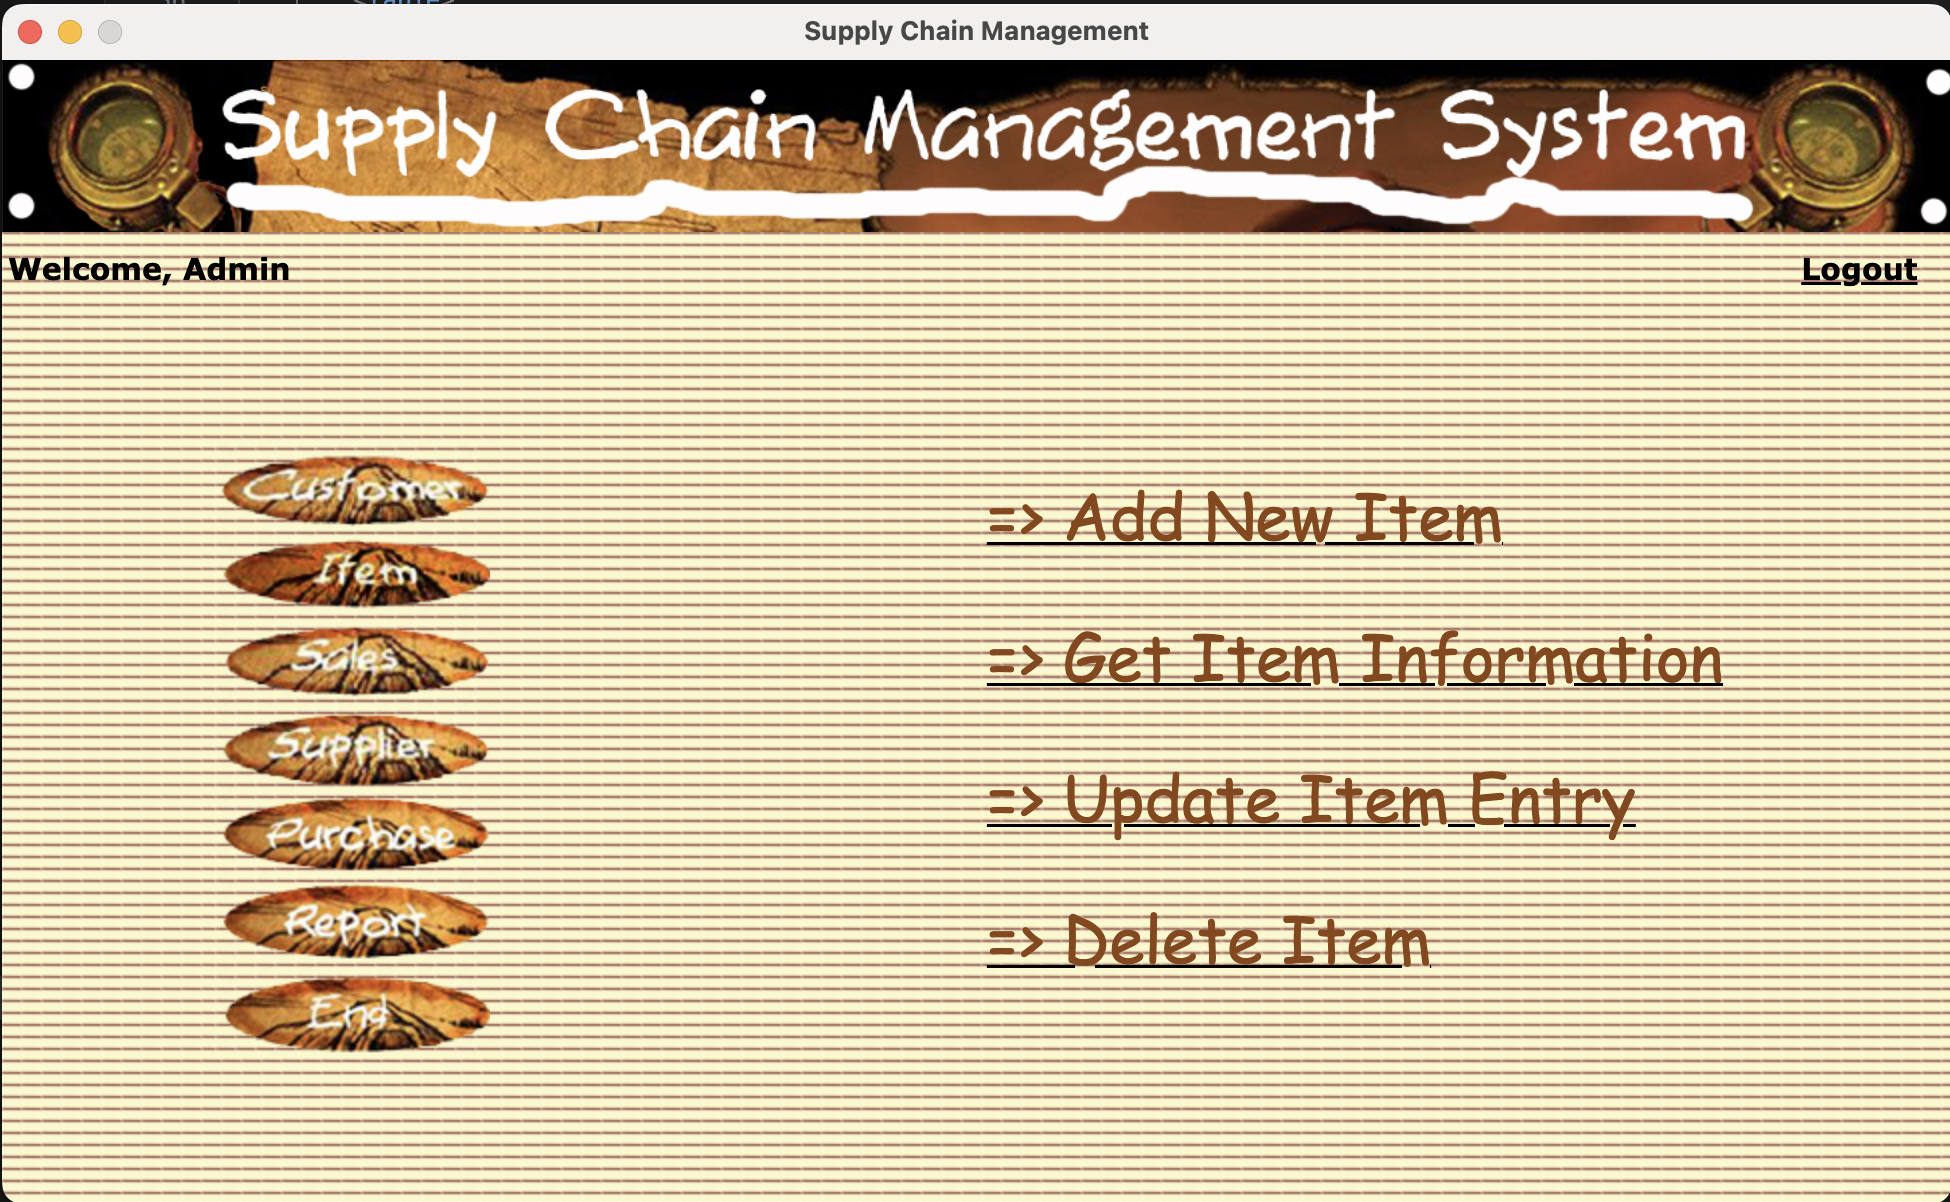 Supply Chain Management
Supply Chain Management System
Welcome, Admin
Logout
Customer
Item
Sales
Supplier
Purchase
Report
End
=> Add New Item
=> Get Item Information
=> Update Item Entry
=> Delete Item